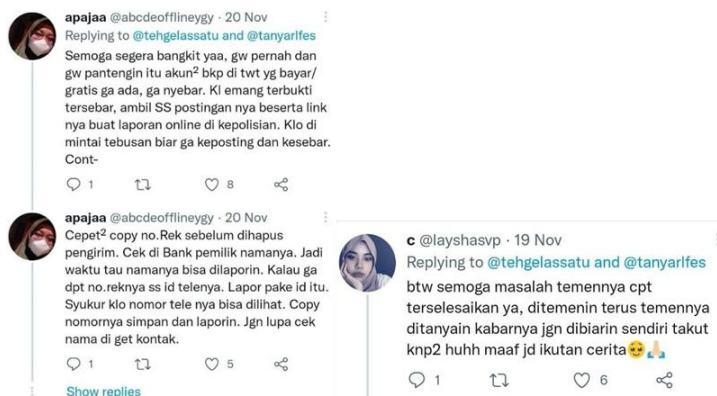 apajaa @abcdeofflineygy · 20 Nov
Replying to @tehgelassatu and @tanyarlfes
Semoga segera bangkit yaa, gw pernah dan
gw pantengin itu akun² bkp di twt yg bayar/
gratis ga ada, ga nyebar. Kl emang terbukti
tersebar, ambil SS postingan nya beserta link
nya buat laporan online di kepolisian. Klo di
mintai tebusan biar ga keposting dan kesebar.
Cont-
1 8
apajaa @abcdeofflineygy · 20 Nov
Cepet² copy no.Rek sebelum dihapus
pengirim. Cek di Bank pemilik namanya. Jadi
waktu tau namanya bisa dilaporin. Kalau ga
dpt no.reknya ss id telenya. Lapor pake id itu.
Syukur klo nomor tele nya bisa dilihat. Copy
nomornya simpan dan laporin. Jgn lupa cek
nama di get kontak.
1 5
Show replies
c @layshasvp · 19 Nov
Replying to @tehgelassatu and @tanyarlfes
btw semoga masalah temennya cpt
terselesaikan ya, ditemenin terus temennya
ditanyain kabarnya jgn dibiarin sendiri takut
knp2 huhh maaf jd ikutan cerita🥺🙏🏻
1 6